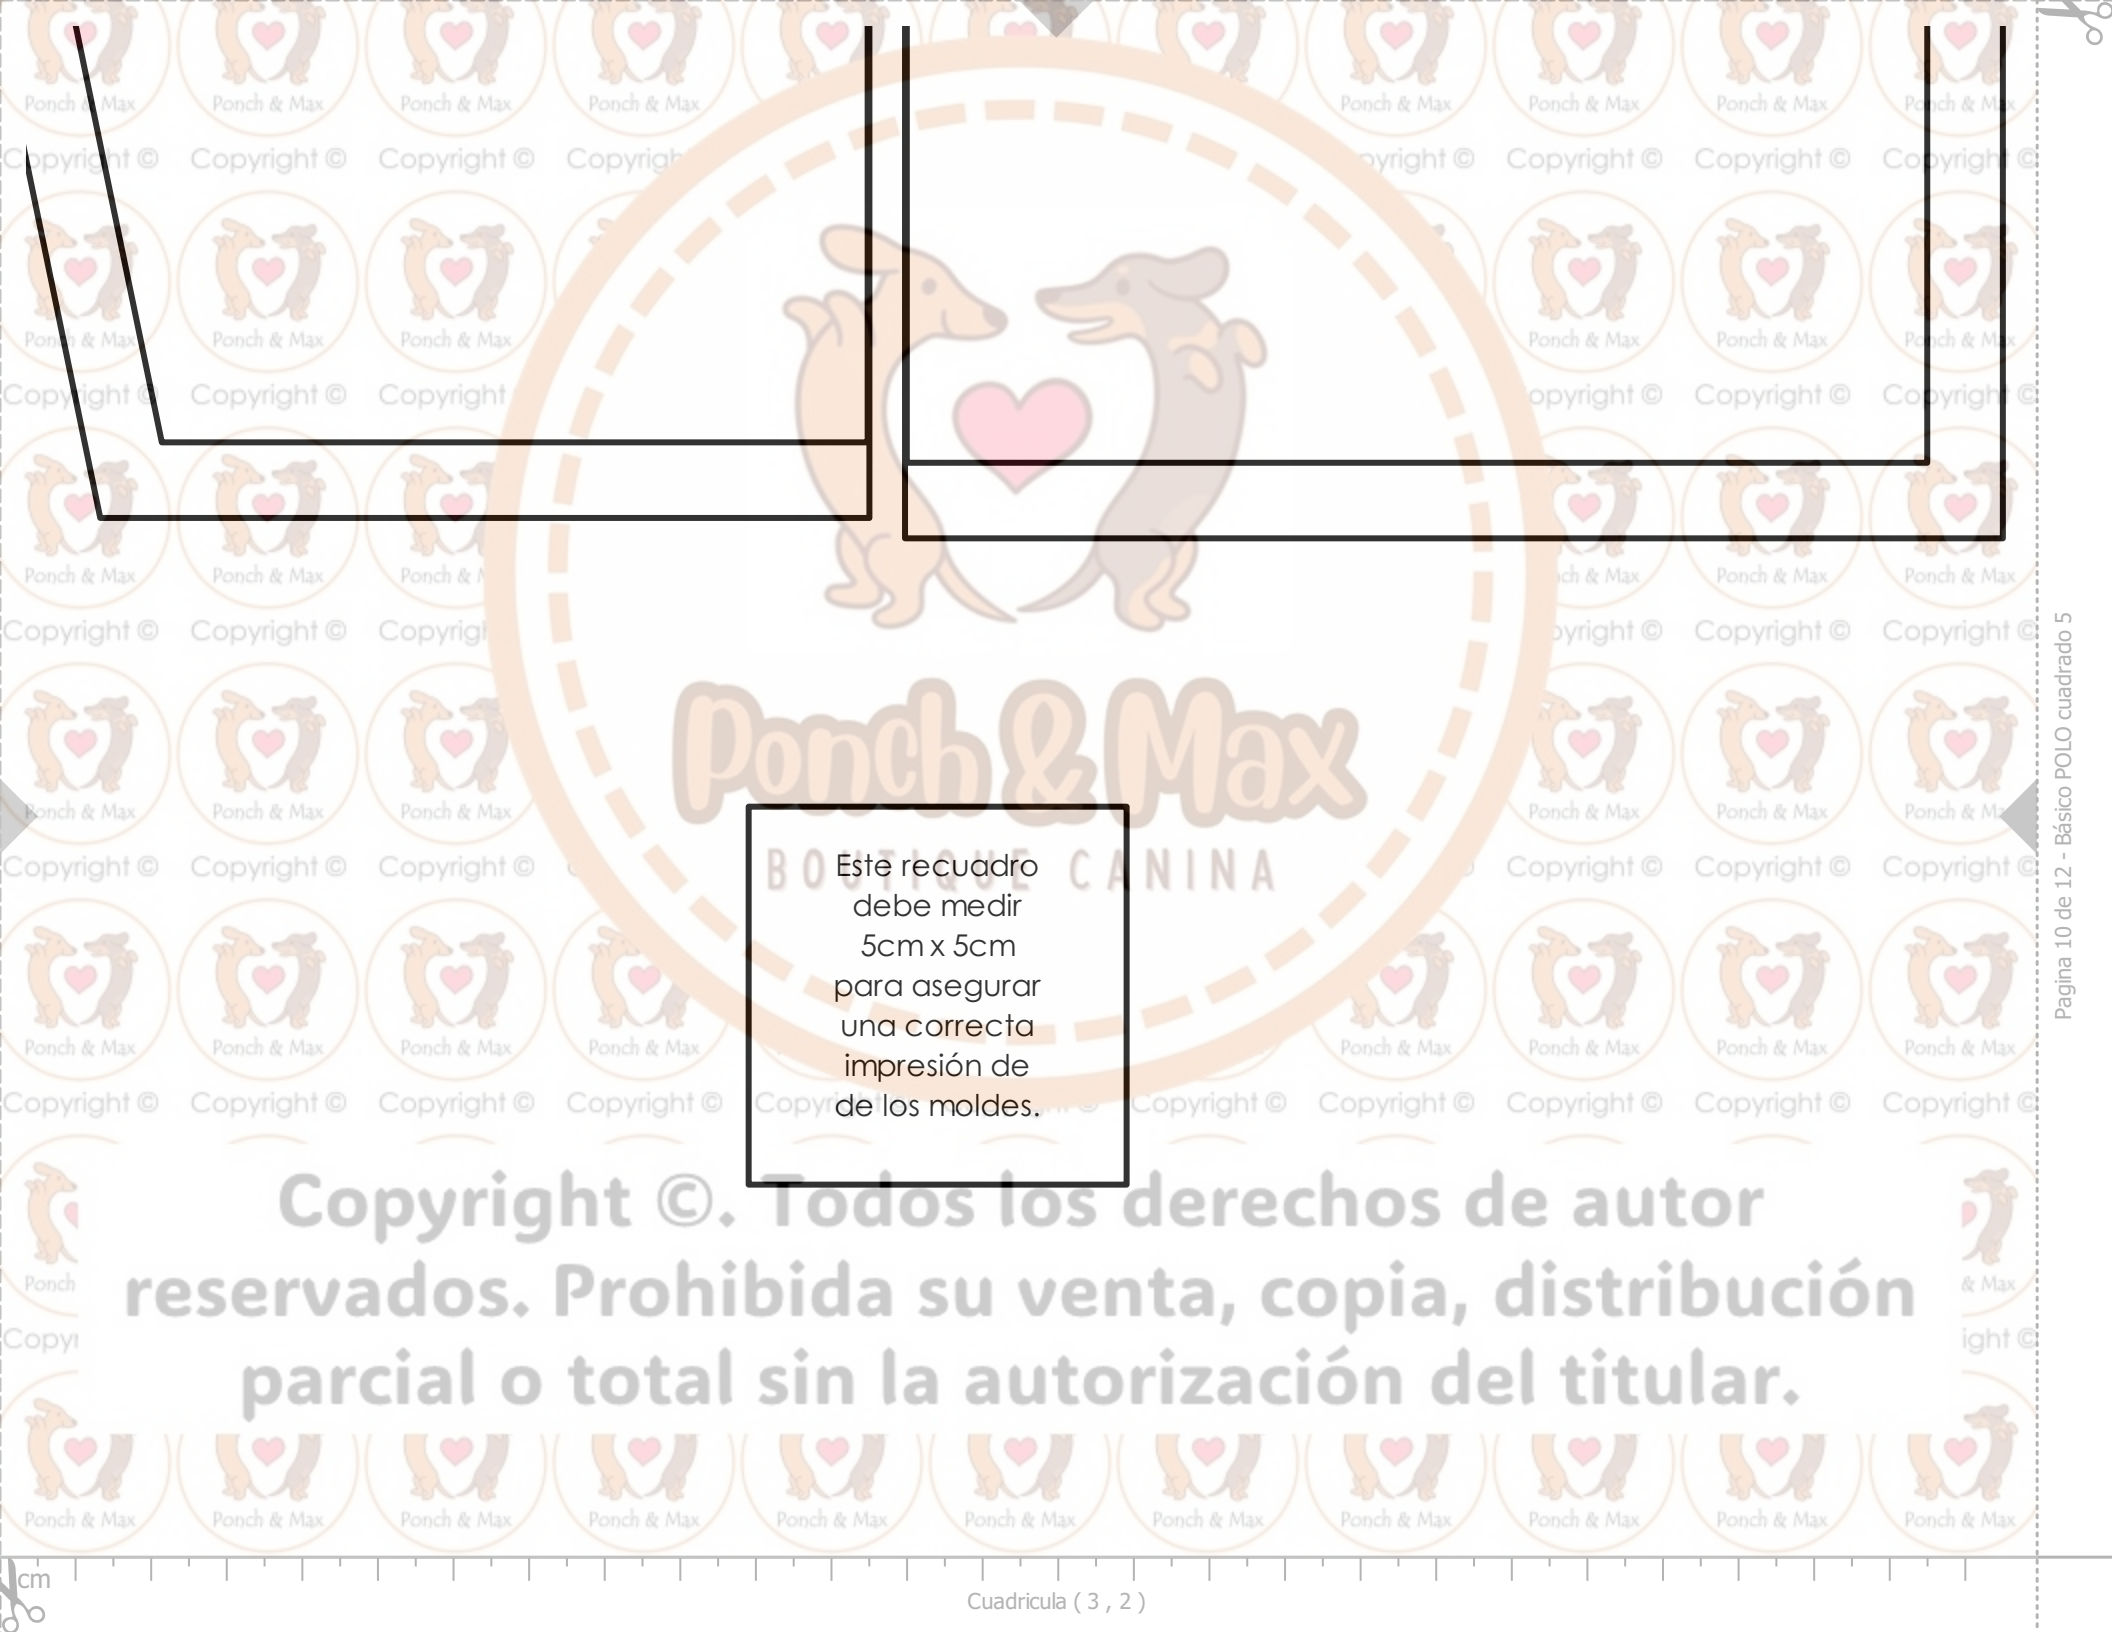 Ponch & Max
BOUTIQUE CANINA
Este recuadro
debe medir
5cm x 5cm
para asegurar
una correcta
impresión de
de los moldes.
Copyright ©. Todos los derechos de autor
reservados. Prohibida su venta, copia, distribución
parcial o total sin la autorización del titular.
Ponch & Max
Copyright ©
Pagina 10 de 12 - Básico POLO cuadrado 5
cm
Cuadricula ( 3 , 2 )